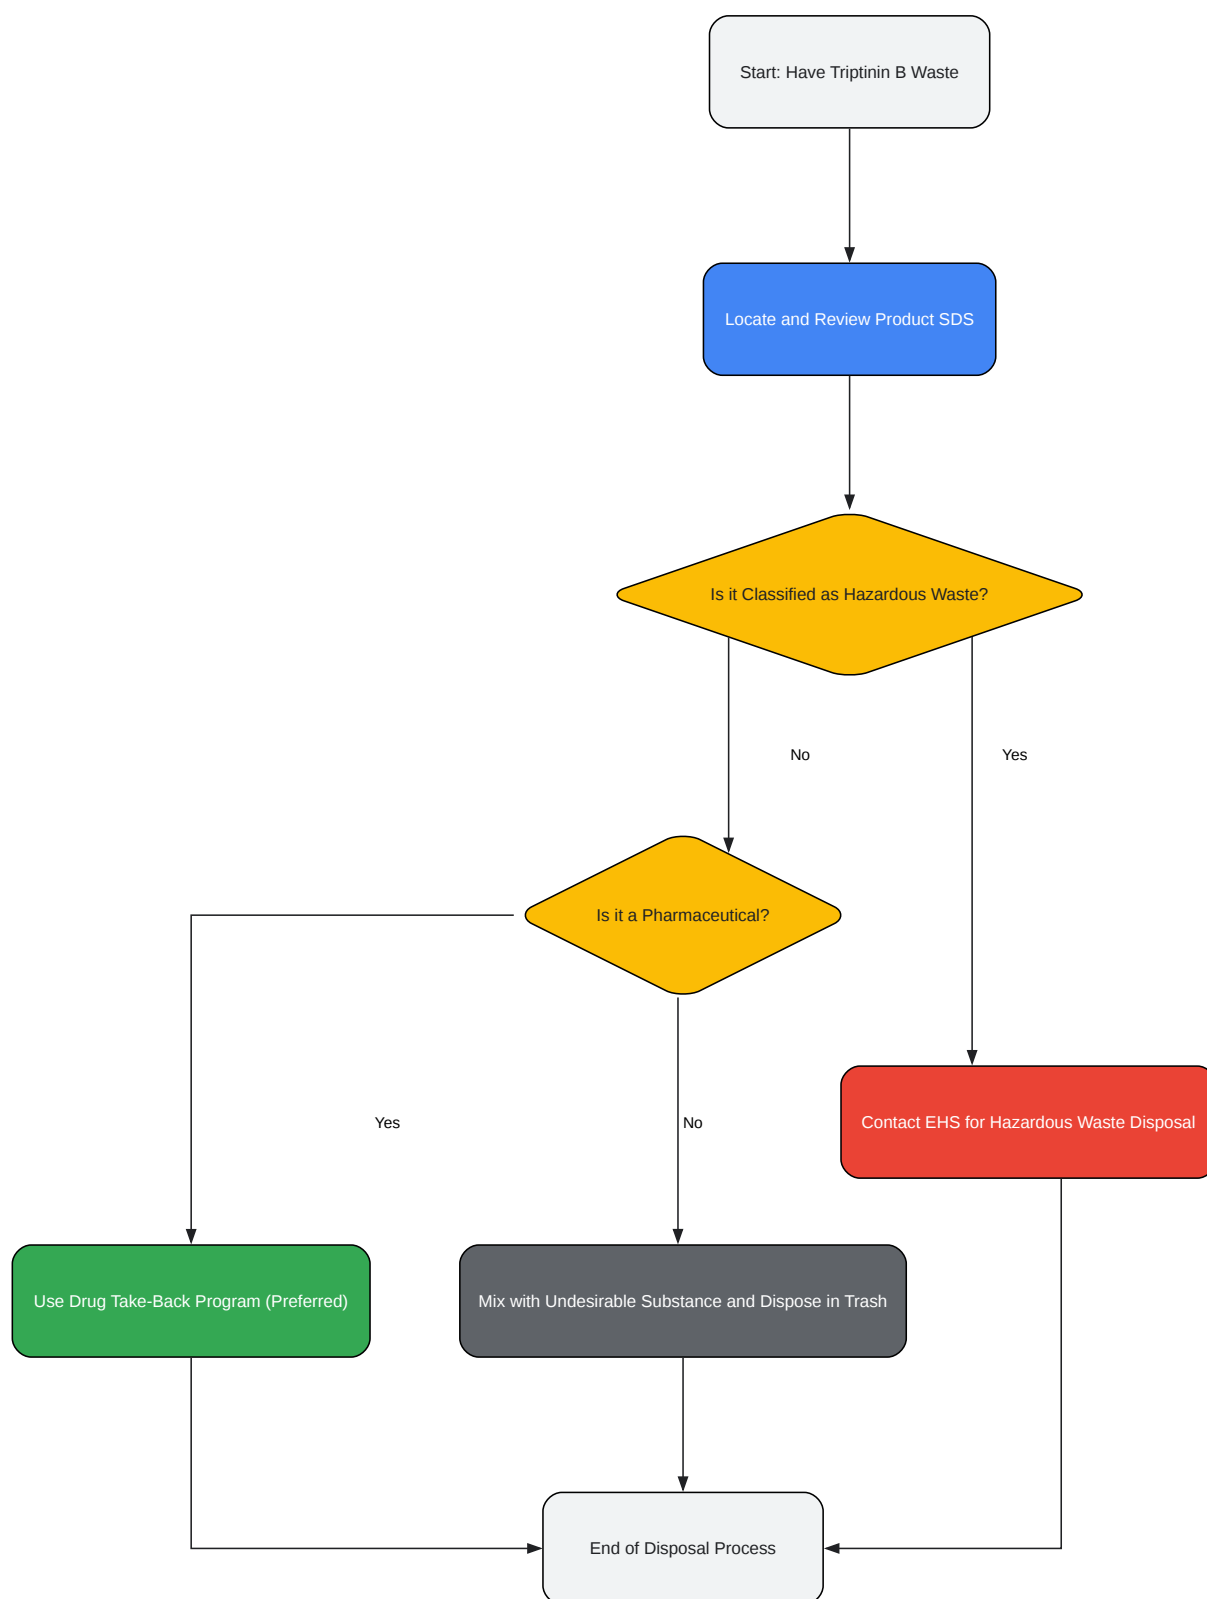 Start: Have Triptinin B Waste
Locate and Review Product SDS
Is it Classified as Hazardous Waste?
No
Yes
Is it a Pharmaceutical?
Yes
No
Contact EHS for Hazardous Waste Disposal
Use Drug Take-Back Program (Preferred)
Mix with Undesirable Substance and Dispose in Trash
End of Disposal Process